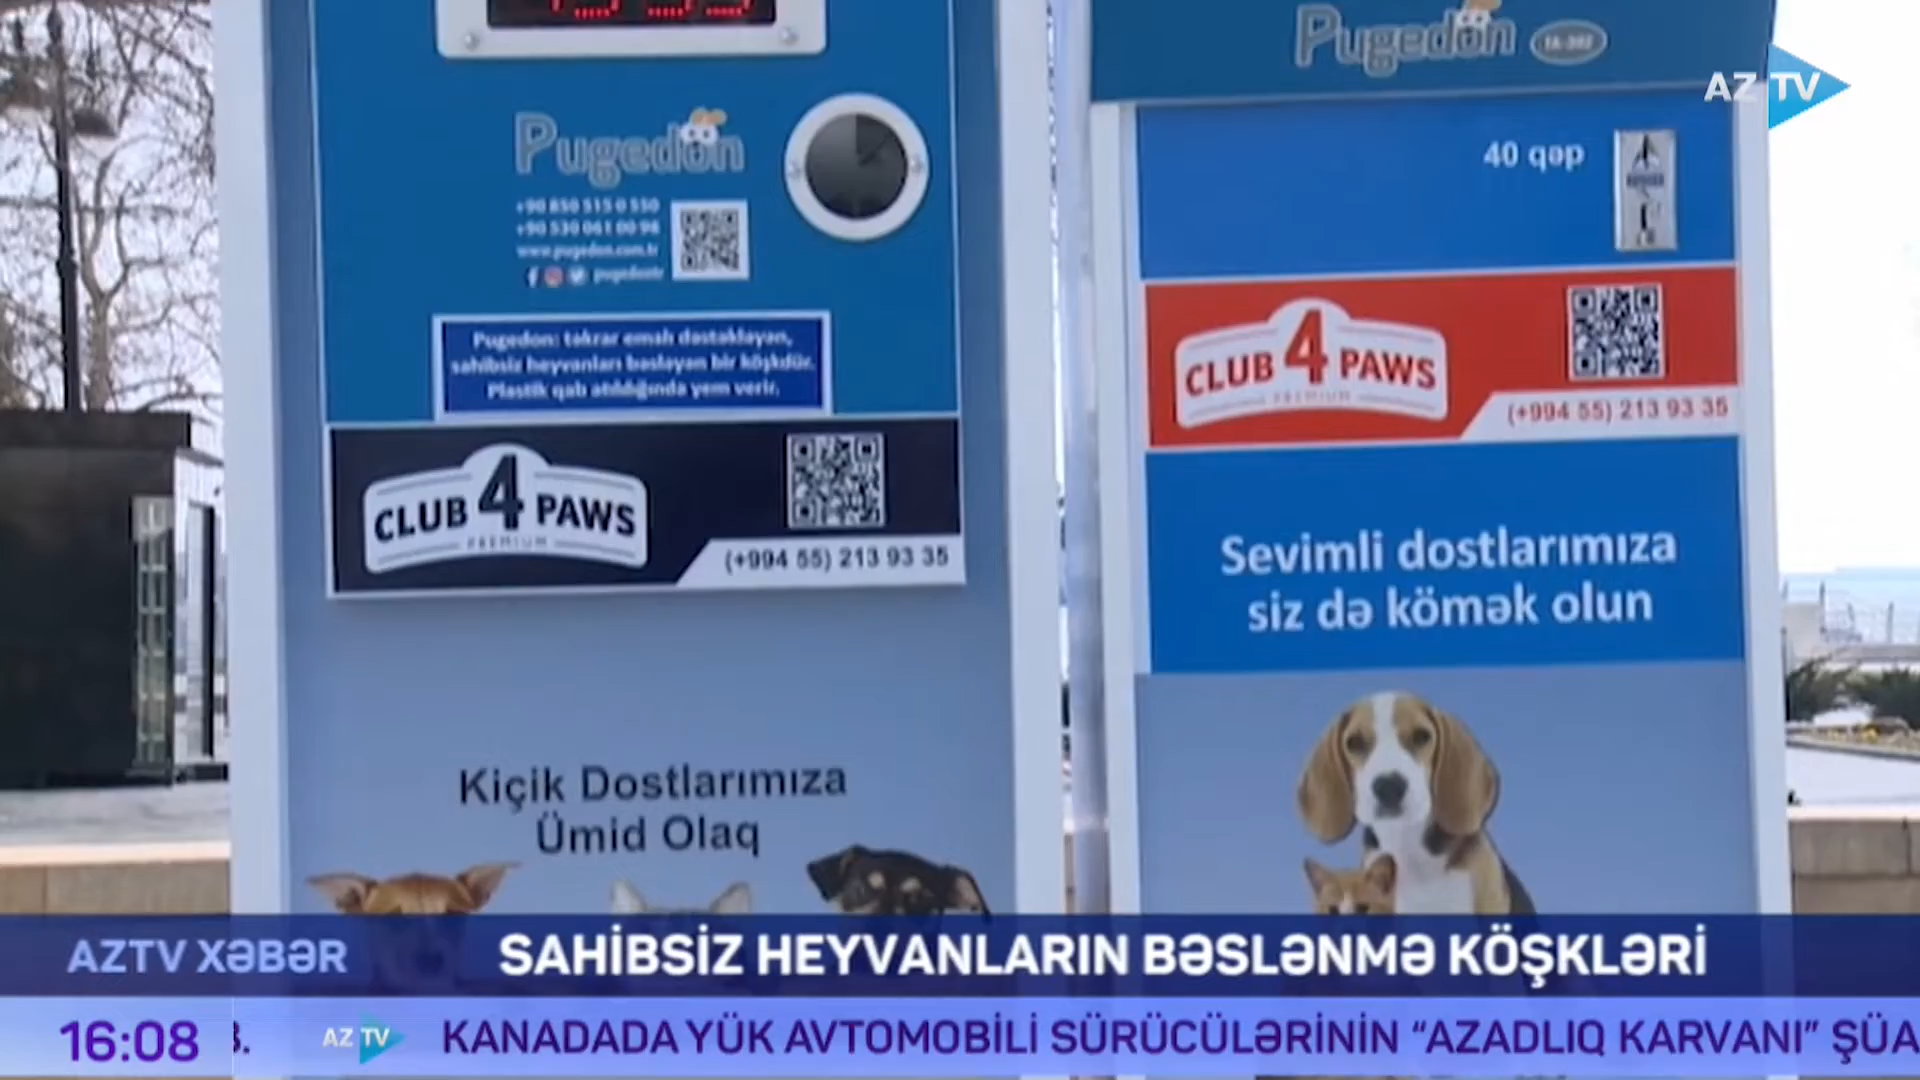 Pugedon
+90 850 515 0 550
+90 530 061 00 98
www.pugedon.com.tr
pugedontr
Pugedon: təkrar emalı dəstəkləyən,
sahibsiz heyvanları bəsləyən bir köşkdür.
Plastik qab atıldığında yem verir.
CLUB 4 PAWS
PREMIUM
(+994 55) 213 93 35
Kiçik Dostlarımıza
Ümid Olaq
Pugedon
AZTV
40 qəp
CLUB 4 PAWS
PREMIUM
(+994 55) 213 93 35
Sevimli dostlarımıza
siz də kömək olun
AZTV XƏBƏR
SAHİBSİZ HEYVANLARIN BƏSLƏNMƏ KÖŞKLƏRİ
16:08
AZTV KANADADA YÜK AVTOMOBİLİ SÜRÜCÜLƏRİNİN “AZADLIQ KARVANI” ŞÜA